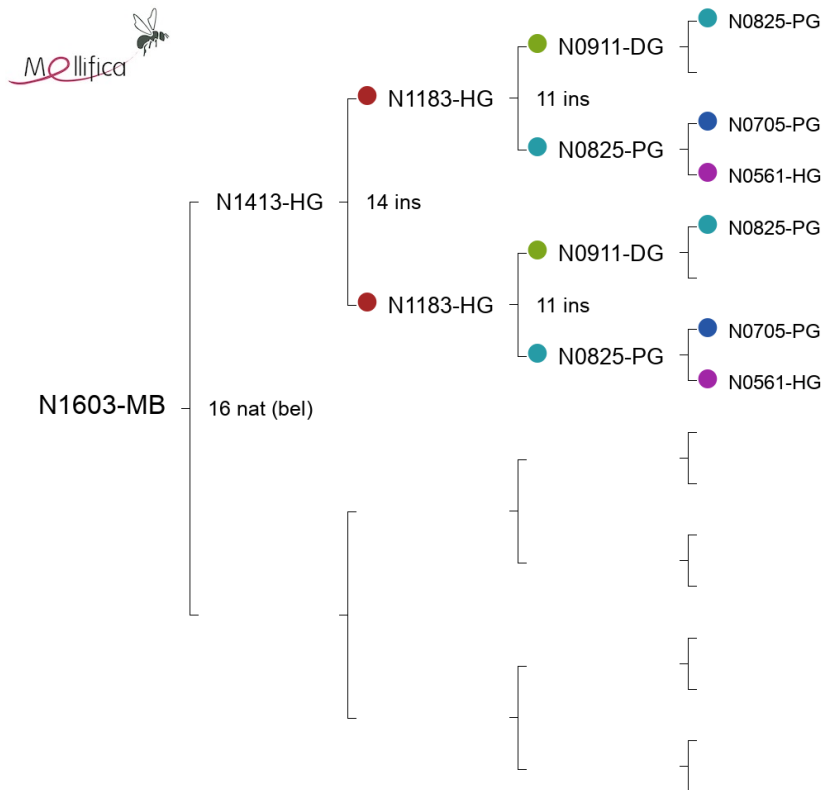 Mellifica
N0825-PG
N0911-DG
11 ins
N1183-HG
N0705-PG
N0825-PG
N0561-HG
N1413-HG
14 ins
N0825-PG
N0911-DG
N1183-HG
11 ins
N0705-PG
N0825-PG
N0561-HG
N1603-MB
16 nat (bel)